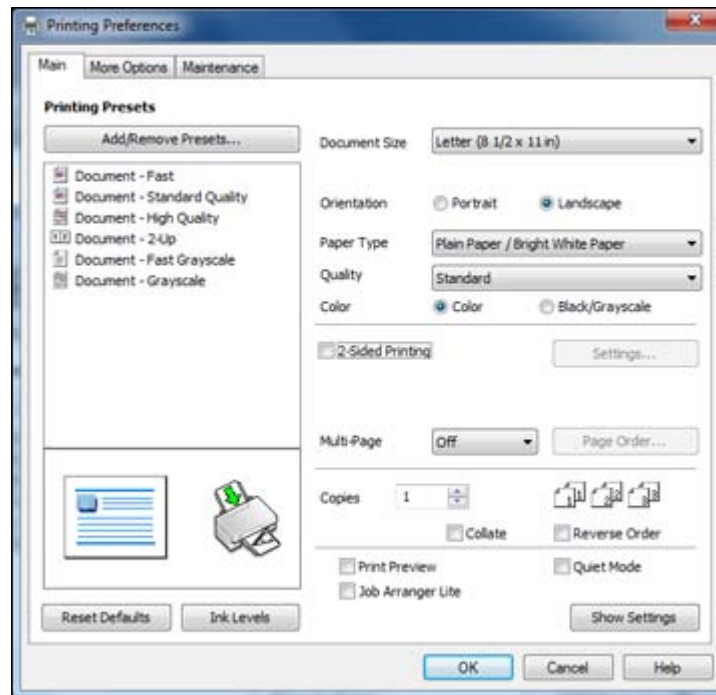 Printing Preferences
Main More Options Maintenance
Printing Presets
Add/Remove Presets...
Document - Fast
Document - Standard Quality
Document - High Quality
Document - 2-Up
Document - Fast Grayscale
Document - Grayscale
Reset Defaults Ink Levels
Document Size Letter (8 1/2 x 11 in)
Orientation Portrait Landscape
Paper Type Plain Paper / Bright White Paper
Quality Standard
Color Color Black/Grayscale
2-Sided Printing Settings...
Multi-Page Off Page Order...
Copies 1
Collate Reverse Order
Print Preview Quiet Mode
Job Arranger Lite
Show Settings
OK Cancel Help